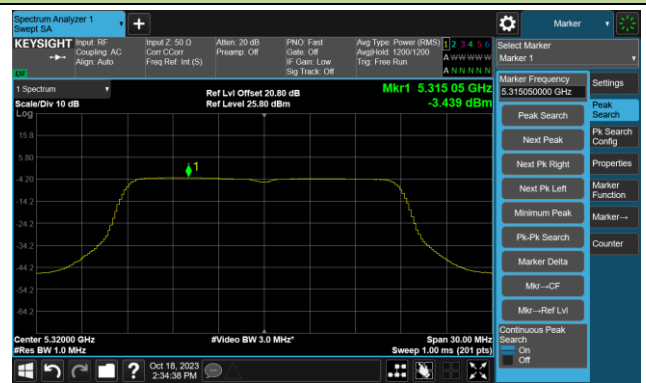 Spectrum Analyzer 1
Swept SA
+
Marker
KEYSIGHT
Input: RF
Coupling: AC
Align: Auto
Input Z: 50 Ω
Corr CCorr
Freq Ref: Int (S)
Atten: 20 dB
Preamp: Off
PNO: Fast
Gate: Off
IF Gain: Low
Sig Track: Off
Avg Type: Power (RMS)
Avg|Hold: 1200/1200
Trig: Free Run
1 2 3 4 5 6
A W W W W W
A N N N N N
LXI
Select Marker
Marker 1
1 Spectrum
Scale/Div 10 dB
Log
Ref Lvl Offset 20.80 dB
Ref Level 25.80 dBm
Mkr1 5.315 05 GHz
-3.439 dBm
15.8
5.80
-4.20
-14.2
-24.2
-34.2
-44.2
-54.2
-64.2
1
Center 5.32000 GHz
#Res BW 1.0 MHz
#Video BW 3.0 MHz*
Span 30.00 MHz
Sweep 1.00 ms (201 pts)
Marker Frequency
5.315050000 GHz
Peak Search
Next Peak
Next Pk Right
Next Pk Left
Minimum Peak
Pk-Pk Search
Marker Delta
Mkr→CF
Mkr→Ref Lvl
Continuous Peak
Search
On
Off
Settings
Peak
Search
Pk Search
Config
Properties
Marker
Function
Marker→
Counter
?
Oct 18, 2023
2:34:38 PM